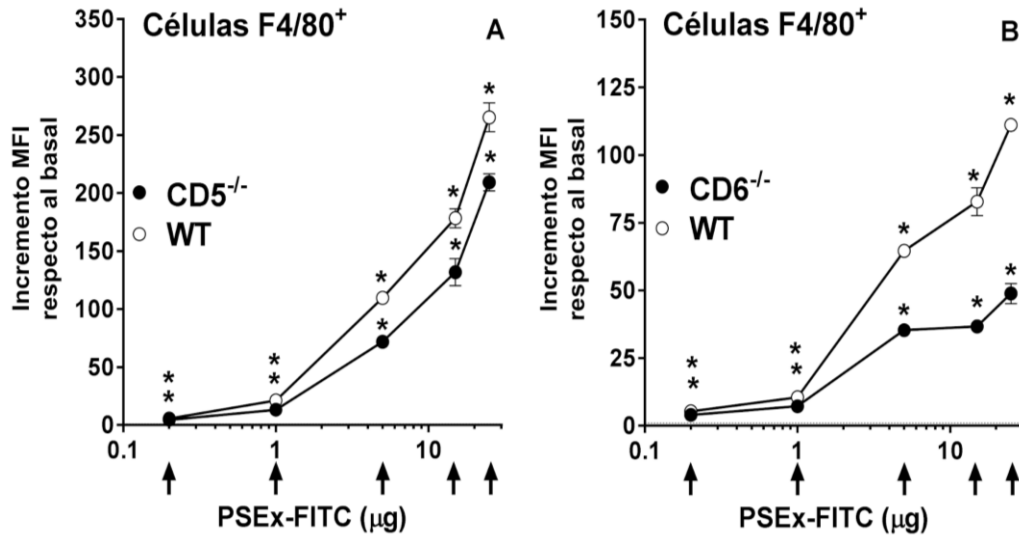 Células F4/80⁺ A
Incremento MFI
respecto al basal
350
300
250
200
150
100
50
0
CD5⁻/⁻
WT
* * * * * * * * * *
0.1 1 10
PSEx-FITC (µg)
Células F4/80⁺ B
Incremento MFI
respecto al basal
150
125
100
75
50
25
0
CD6⁻/⁻
WT
* * * * * * * * * *
0.1 1 10
PSEx-FITC (µg)